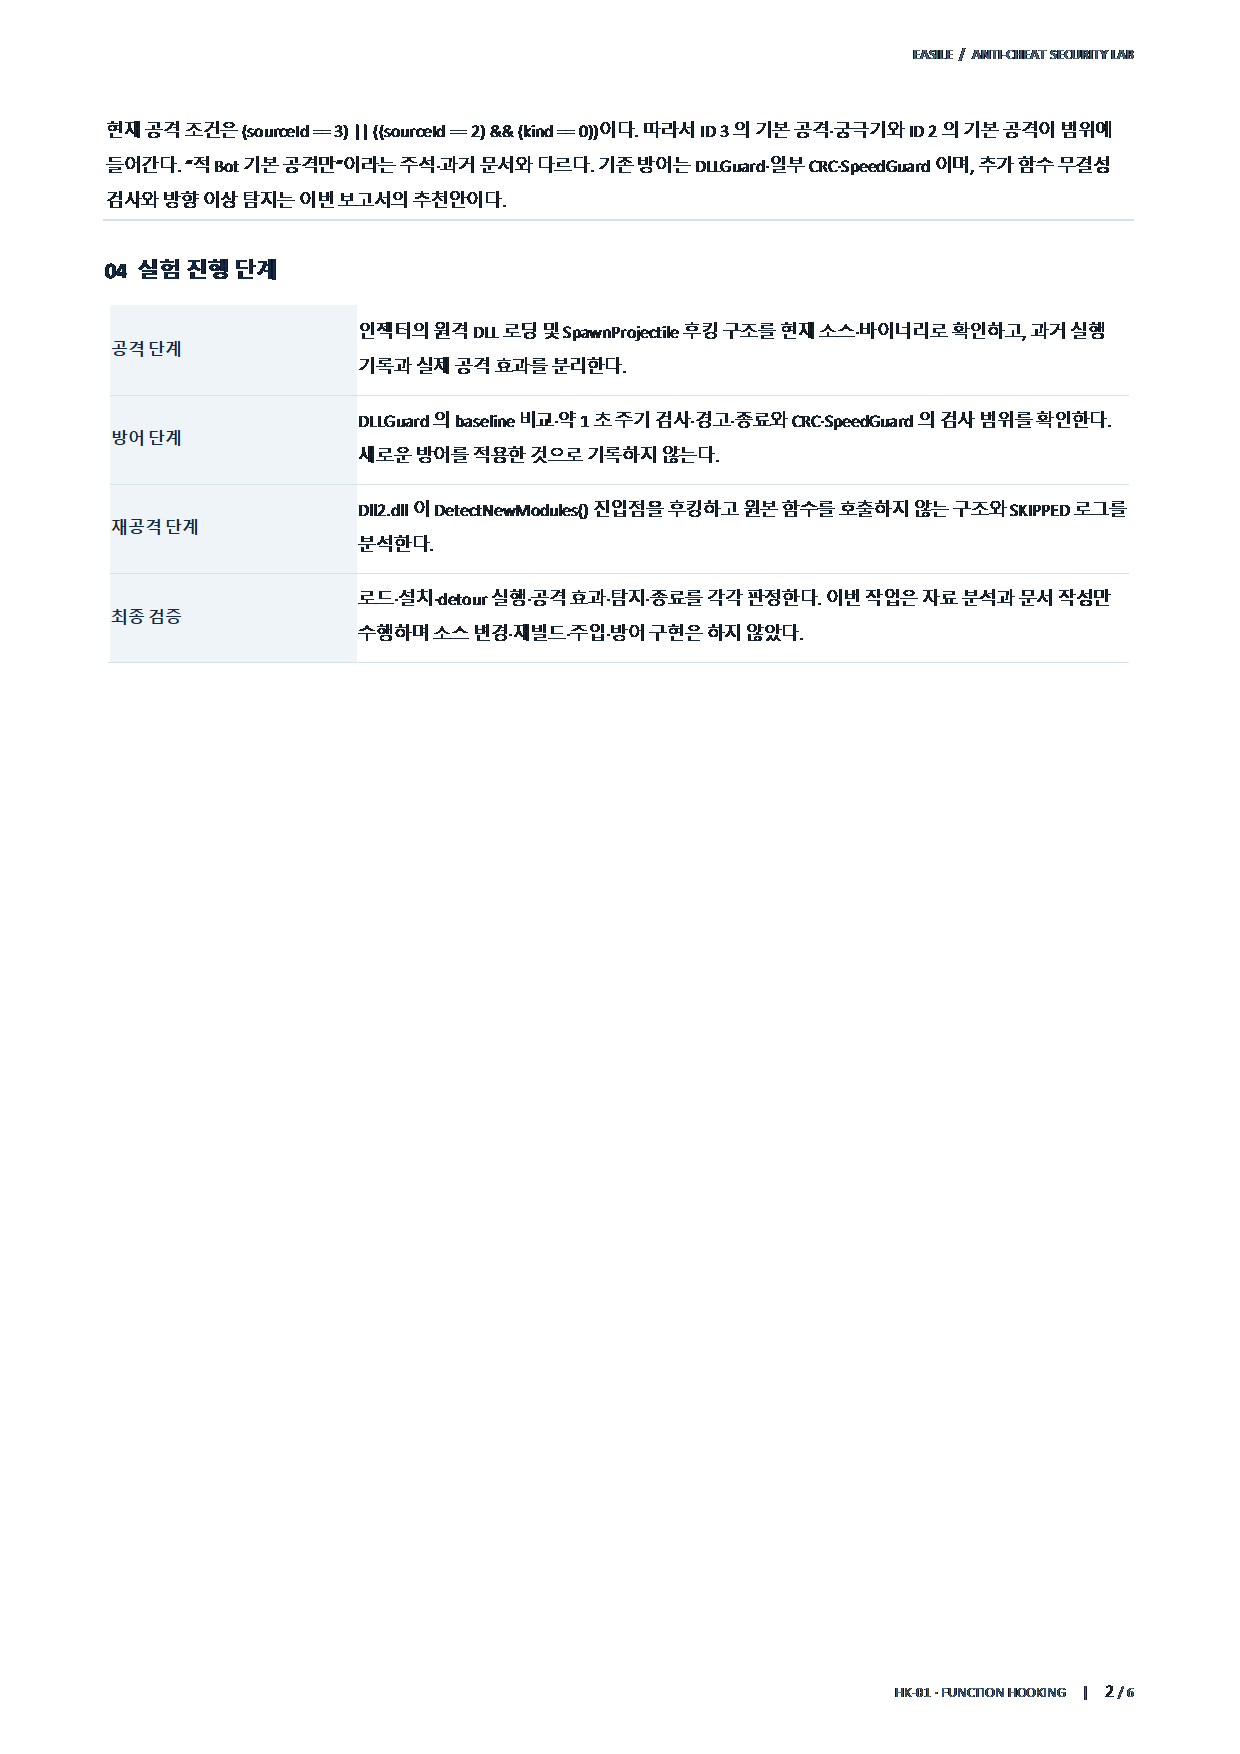 EASILE / ANTI-CHEAT SECURITY LAB
현재 공격 조건은 (sourceId == 3) || ((sourceId == 2) && (kind == 0))이다. 따라서 ID 3 의 기본 공격·궁극기와 ID 2 의 기본 공격이 범위에
들어간다. “적 Bot 기본 공격만”이라는 주석·과거 문서와 다르다. 기존 방어는 DLLGuard·일부 CRC·SpeedGuard 이며, 추가 함수 무결성
검사와 방향 이상 탐지는 이번 보고서의 추천안이다.
04 실험 진행 단계
공격 단계
인젝터의 원격 DLL 로딩 및 SpawnProjectile 후킹 구조를 현재 소스·바이너리로 확인하고, 과거 실행
기록과 실제 공격 효과를 분리한다.
방어 단계
DLLGuard 의 baseline 비교·약 1 초 주기 검사·경고·종료와 CRC·SpeedGuard 의 검사 범위를 확인한다.
새로운 방어를 적용한 것으로 기록하지 않는다.
재공격 단계
Dll2.dll 이 DetectNewModules() 진입점을 후킹하고 원본 함수를 호출하지 않는 구조와 SKIPPED 로그를
분석한다.
최종 검증
로드·설치·detour 실행·공격 효과·탐지·종료를 각각 판정한다. 이번 작업은 자료 분석과 문서 작성만
수행하며 소스 변경·재빌드·주입·방어 구현은 하지 않았다.
HK-01 · FUNCTION HOOKING | 2 / 6